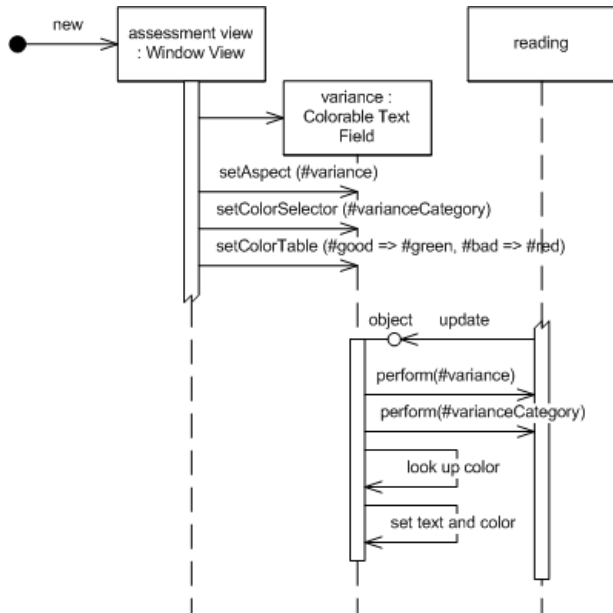 new
assessment view
: Window View
reading
variance :
Colorable Text
Field
setAspect (#variance)
setColorSelector (#varianceCategory)
setColorTable (#good => #green, #bad => #red)
object
update
perform(#variance)
perform(#varianceCategory)
look up color
set text and color